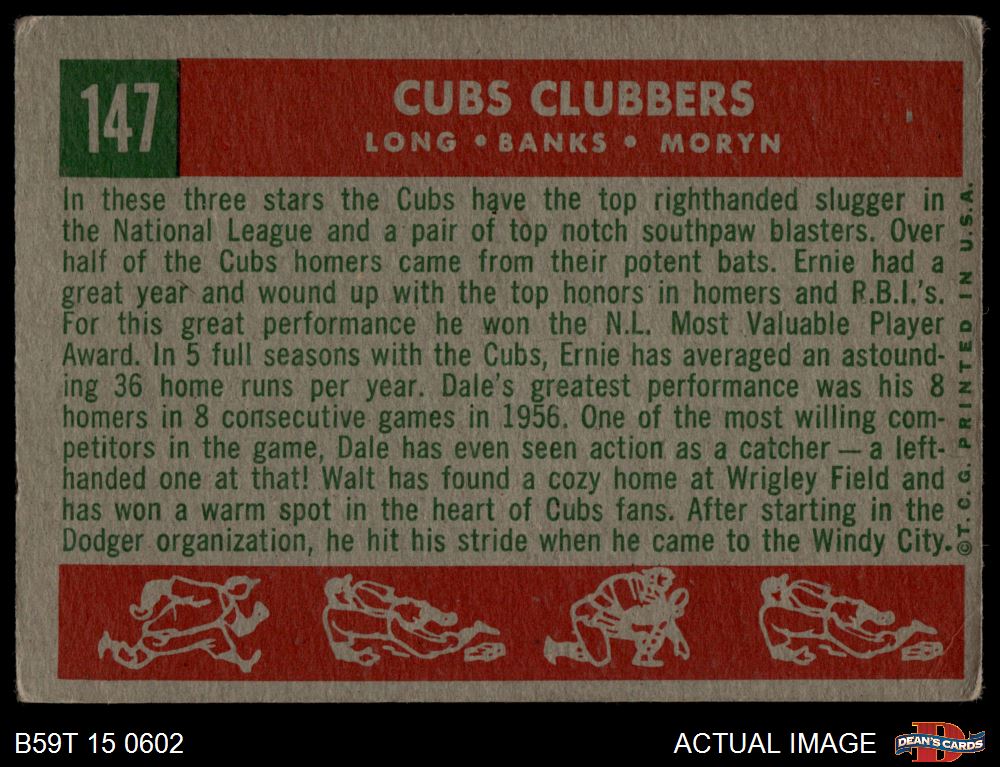 147
CUBS CLUBBERS
LONG • BANKS • MORYN
In these three stars the Cubs have the top righthanded slugger in
the National League and a pair of top notch southpaw blasters. Over
half of the Cubs homers came from their potent bats. Ernie had a
great year and wound up with the top honors in homers and R.B.I.'s.
For this great performance he won the N.L. Most Valuable Player
Award. In 5 full seasons with the Cubs, Ernie has averaged an astound-
ing 36 home runs per year. Dale's greatest performance was his 8
homers in 8 consecutive games in 1956. One of the most willing com-
petitors in the game, Dale has even seen action as a catcher — a left-
handed one at that! Walt has found a cozy home at Wrigley Field and
has won a warm spot in the heart of Cubs fans. After starting in the
Dodger organization, he hit his stride when he came to the Windy City.
©T. C. G. PRINTED IN U.S.A.
B59T 15 0602
ACTUAL IMAGE
D
DEAN'S CARDS